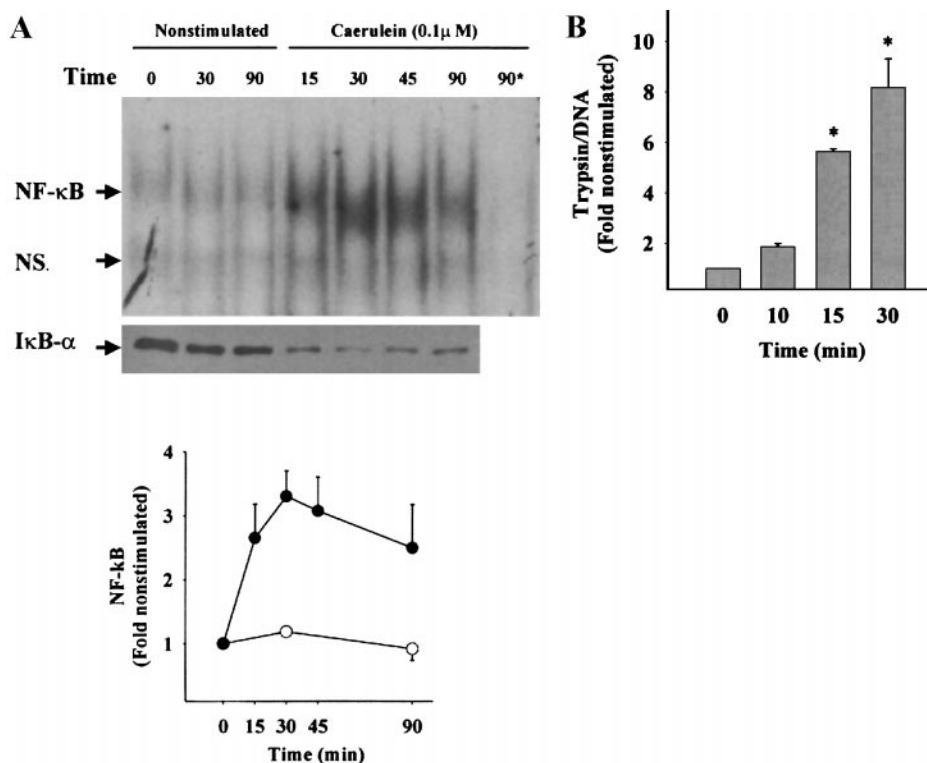 A
Nonstimulated
Caerulein (0.1μ M)
Time 0 30 90 15 30 45 90 90*
NF-κB
NS.
IκB-α
NF-kB
(Fold nonstimulated)
4
3
2
1
0 15 30 45 90
Time (min)
B
Trypsin/DNA
(Fold nonstimulated)
10
8
6
4
2
*
*
0 10 15 30
Time (min)